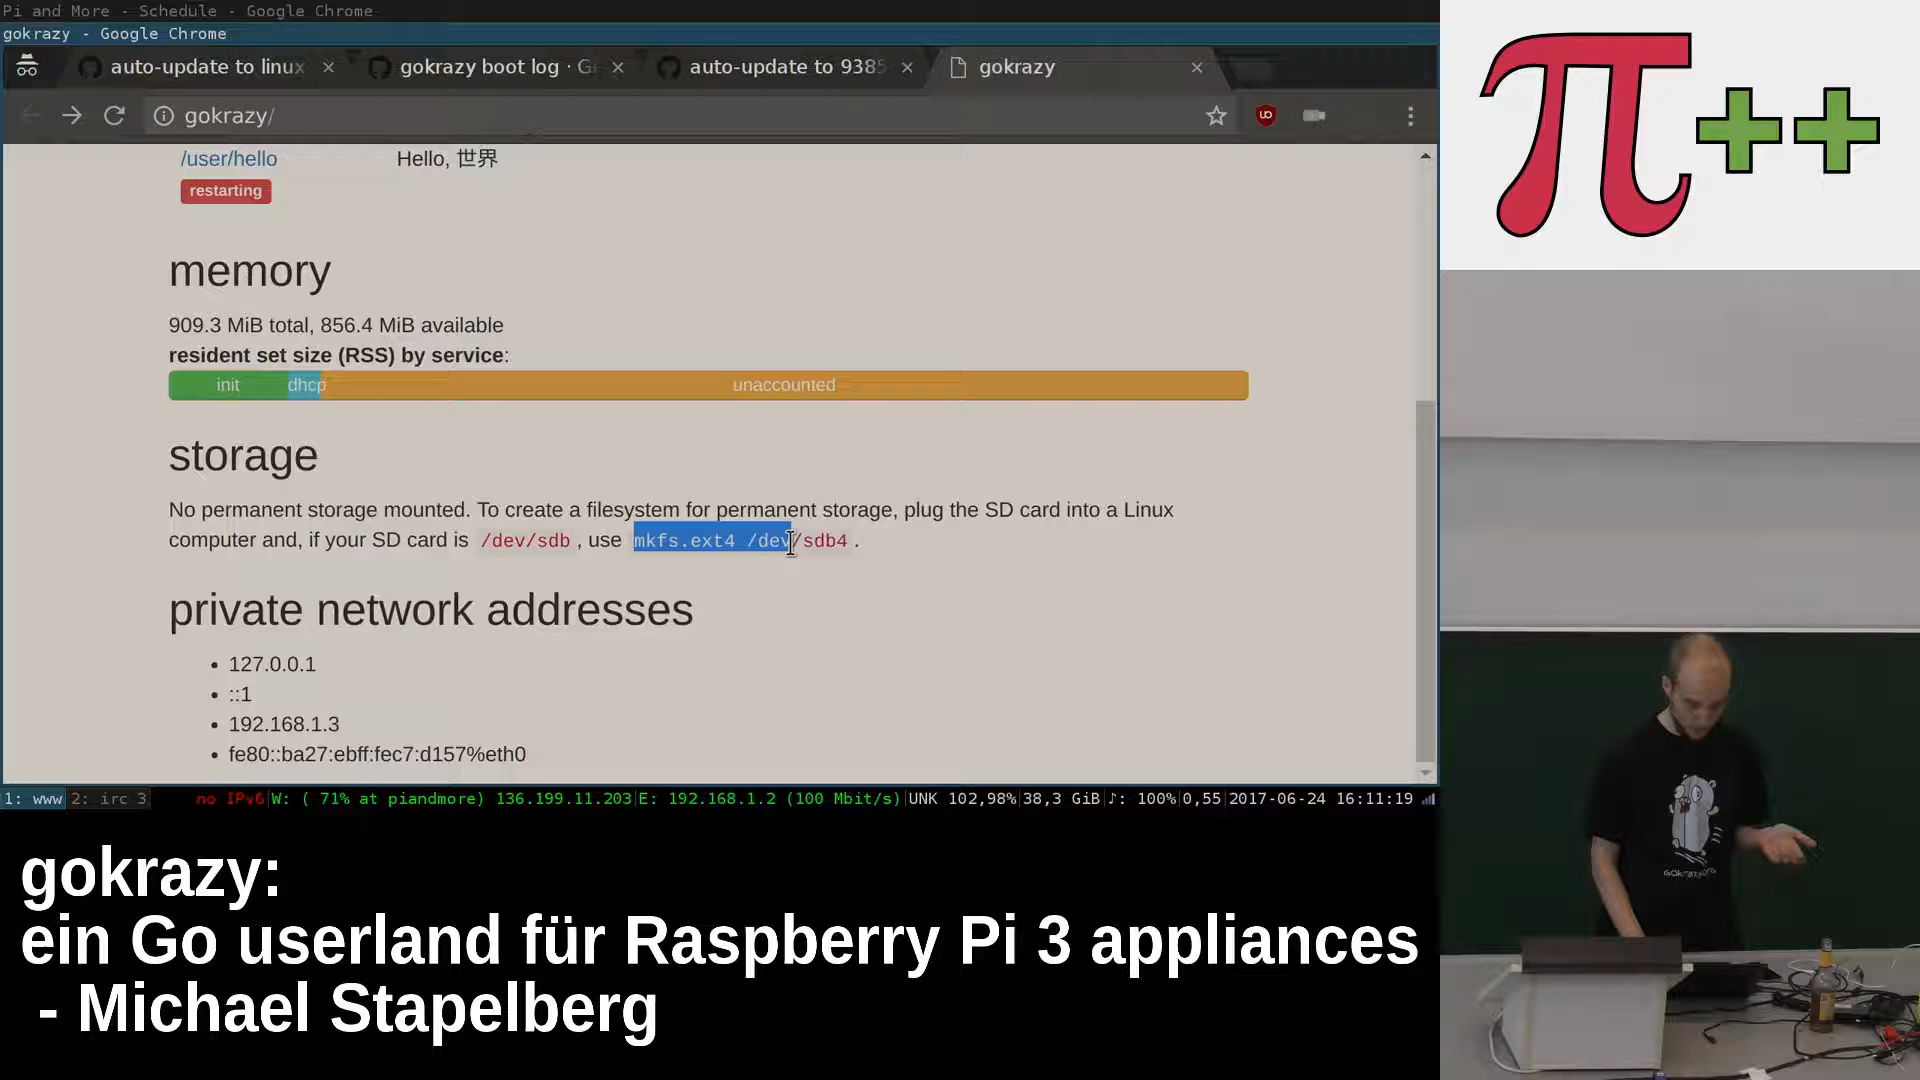 Pi and More - Schedule - Google Chrome
gokrazy - Google Chrome
auto-update to linux
gokrazy boot log · G
auto-update to 9385
gokrazy
gokrazy/
/user/hello Hello, 世界
restarting
memory
909.3 MiB total, 856.4 MiB available
resident set size (RSS) by service:
init dhcp unaccounted
storage
No permanent storage mounted. To create a filesystem for permanent storage, plug the SD card into a Linux
computer and, if your SD card is /dev/sdb , use mkfs.ext4 /dev/sdb4 .
private network addresses
• 127.0.0.1
• ::1
• 192.168.1.3
• fe80::ba27:ebff:fec7:d157%eth0
1: www 2: irc 3 no IPv6|W: ( 71% at piandmore) 136.199.11.203|E: 192.168.1.2 (100 Mbit/s)|UNK 102,98%|38,3 GiB|♪: 100%|0,55|2017-06-24 16:11:19
π++
gokrazy.org
gokrazy:
ein Go userland für Raspberry Pi 3 appliances
- Michael Stapelberg